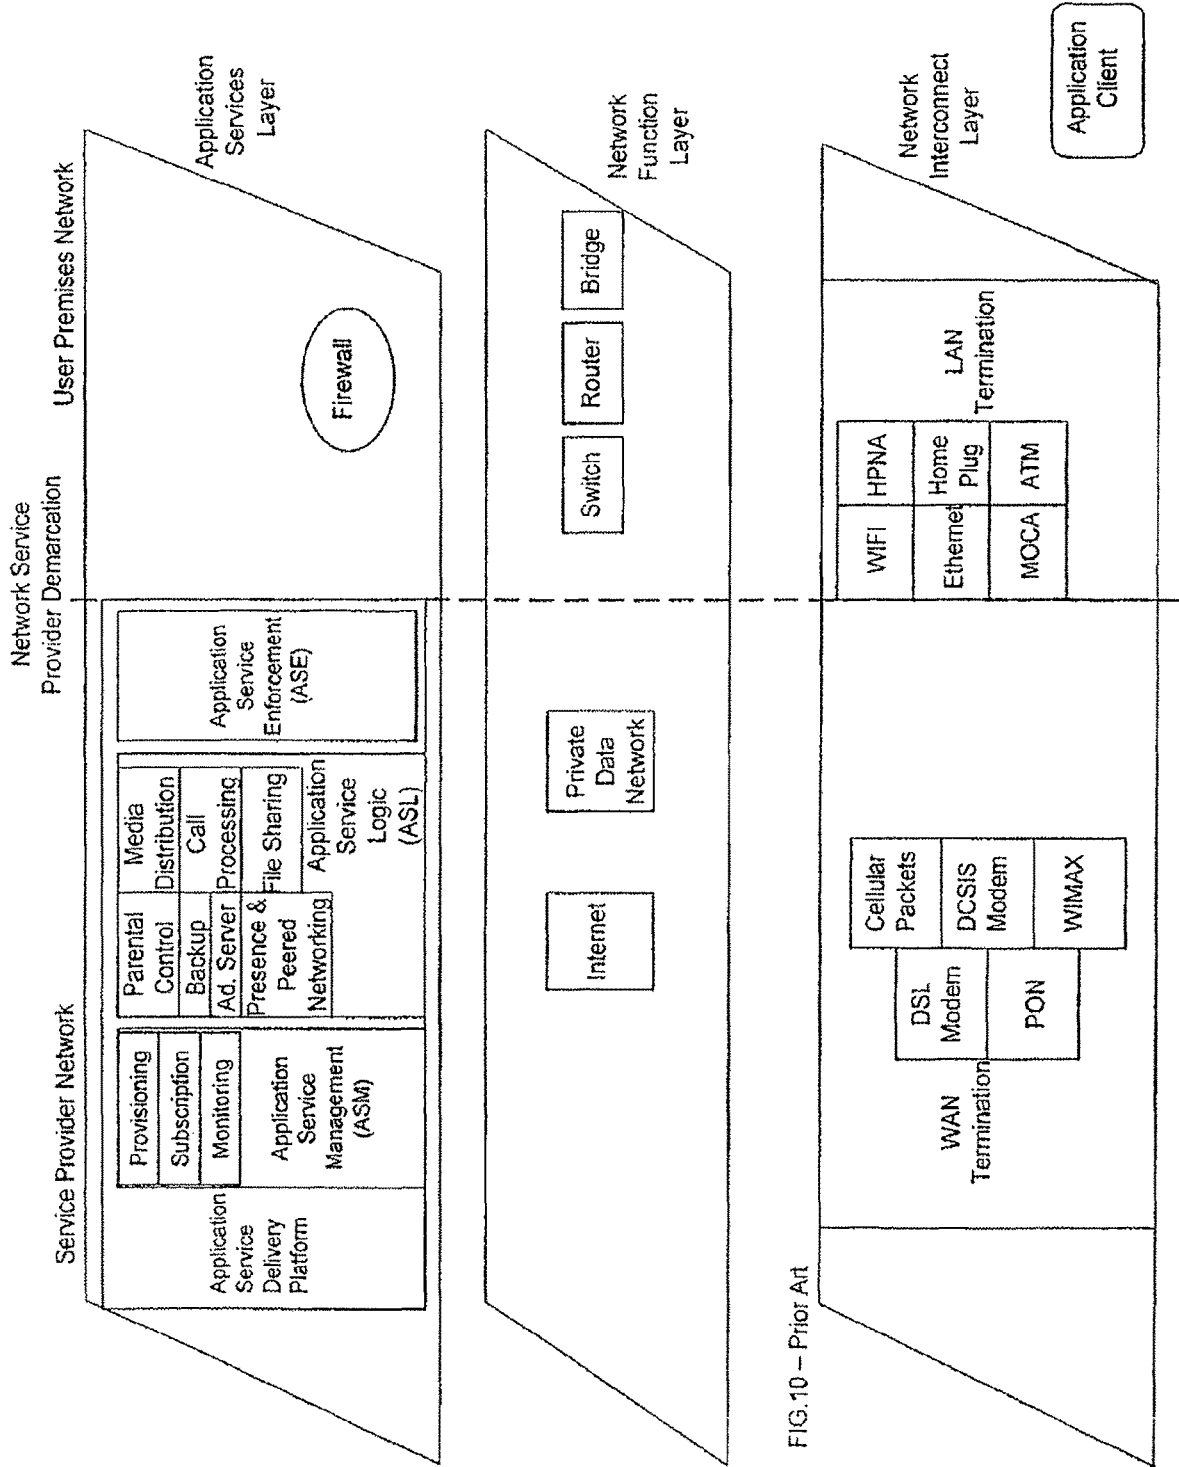 Network Service
Provider Demarcation
Service Provider Network
User Premises Network
Application
Services
Layer
Application
Service
Delivery
Platform
Provisioning
Subscription
Monitoring
Application
Service
Management
(ASM)
Parental
Control
Backup
Ad. Server
Presence &
Peered
Networking
Media
Distribution
Call
Processing
File Sharing
Application
Service
Logic
(ASL)
Application
Service
Enforcement
(ASE)
Firewall
Network
Function
Layer
Internet
Private
Data
Network
Switch
Router
Bridge
FIG.10 – Prior Art
Network
Interconnect
Layer
WAN
Termination
DSL
Modem
PON
Cellular
Packets
DCSIS
Modem
WIMAX
WIFI
HPNA
Ethernet
Home
Plug
MOCA
ATM
LAN
Termination
Application
Client